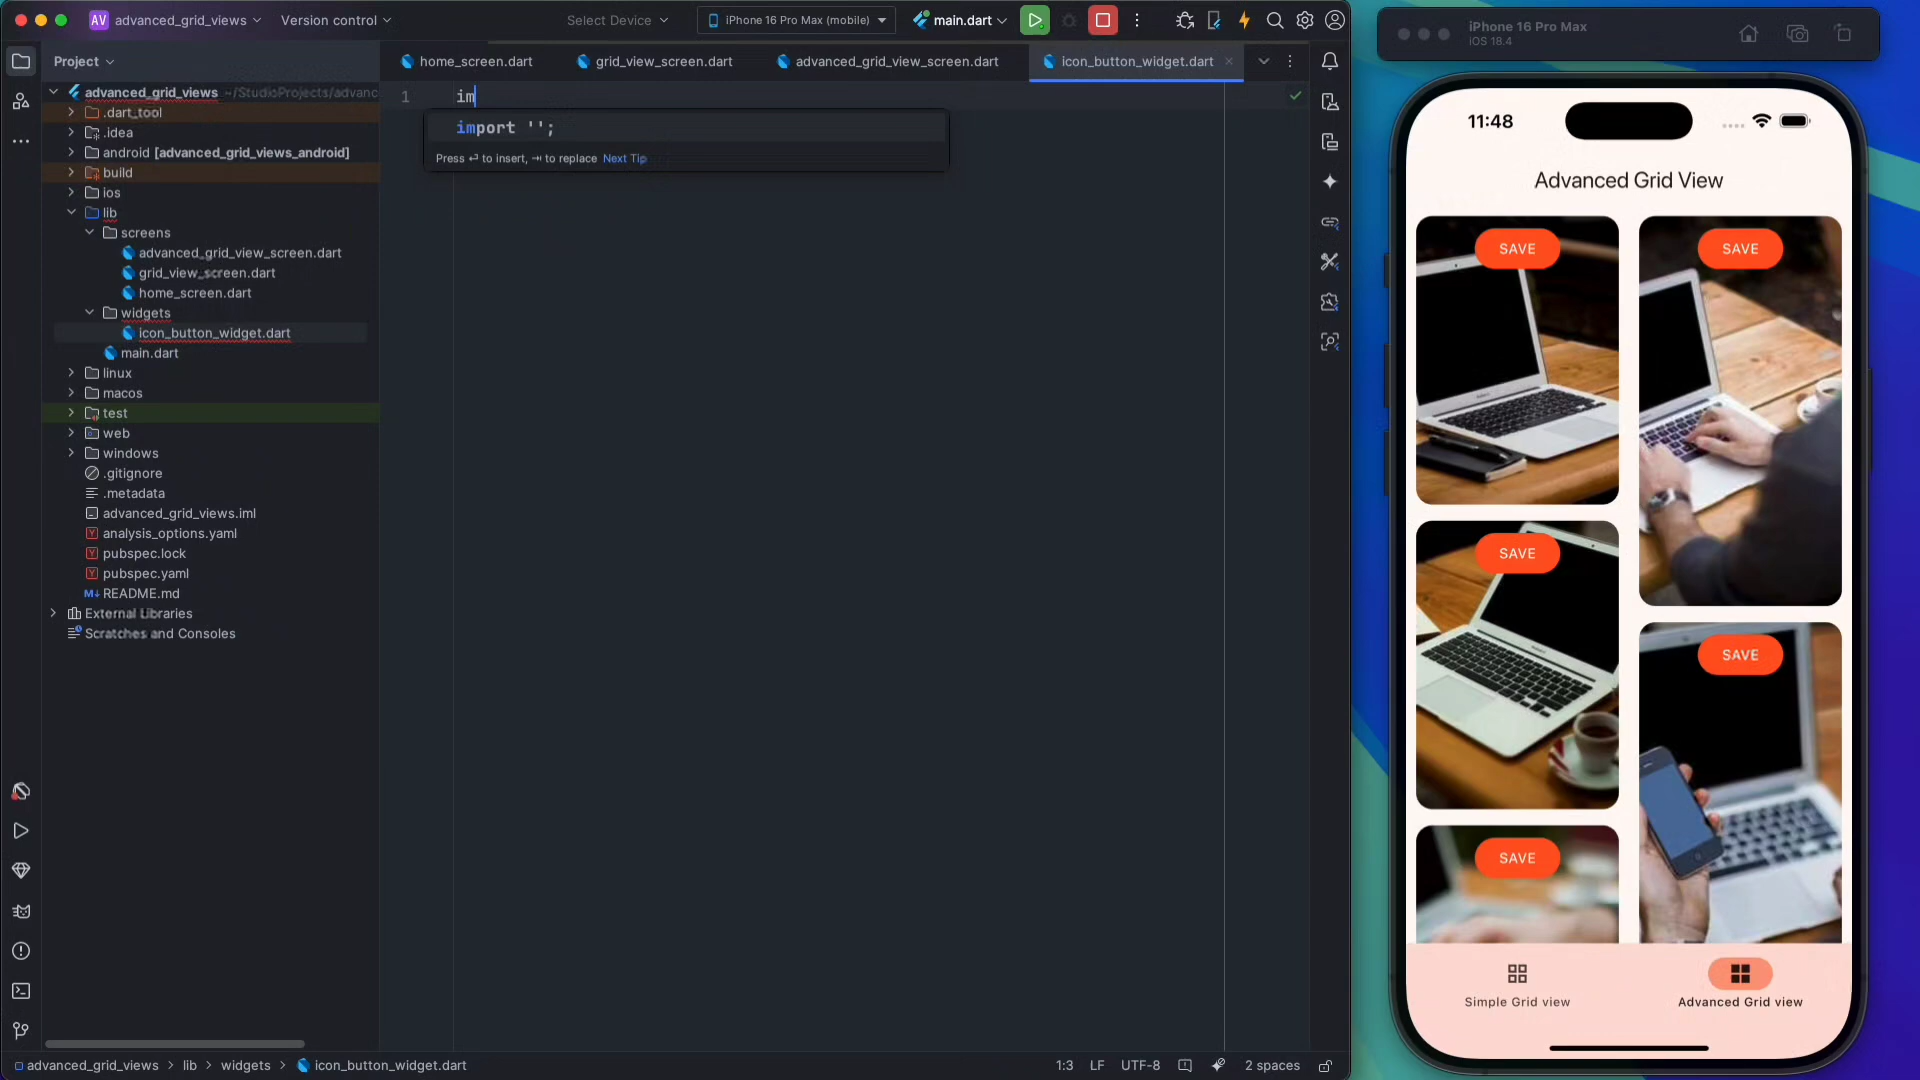 AV advanced_grid_views Version control Select Device iPhone 16 Pro Max (mobile) main.dart
Project
home_screen.dart grid_view_screen.dart advanced_grid_view_screen.dart icon_button_widget.dart
advanced_grid_views ~/StudioProjects/advanc
.dart_tool
.idea
android [advanced_grid_views_android]
build
ios
lib
screens
advanced_grid_view_screen.dart
grid_view_screen.dart
home_screen.dart
widgets
icon_button_widget.dart
main.dart
linux
macos
test
web
windows
.gitignore
.metadata
advanced_grid_views.iml
analysis_options.yaml
pubspec.lock
pubspec.yaml
M↓ README.md
External Libraries
Scratches and Consoles
1 im
import '';
Press ⏎ to insert, ⇥ to replace Next Tip
advanced_grid_views > lib > widgets > icon_button_widget.dart
1:3 LF UTF-8 2 spaces
iPhone 16 Pro Max
iOS 18.4
11:48
Advanced Grid View
SAVE SAVE
SAVE
SAVE
SAVE
Simple Grid view Advanced Grid view